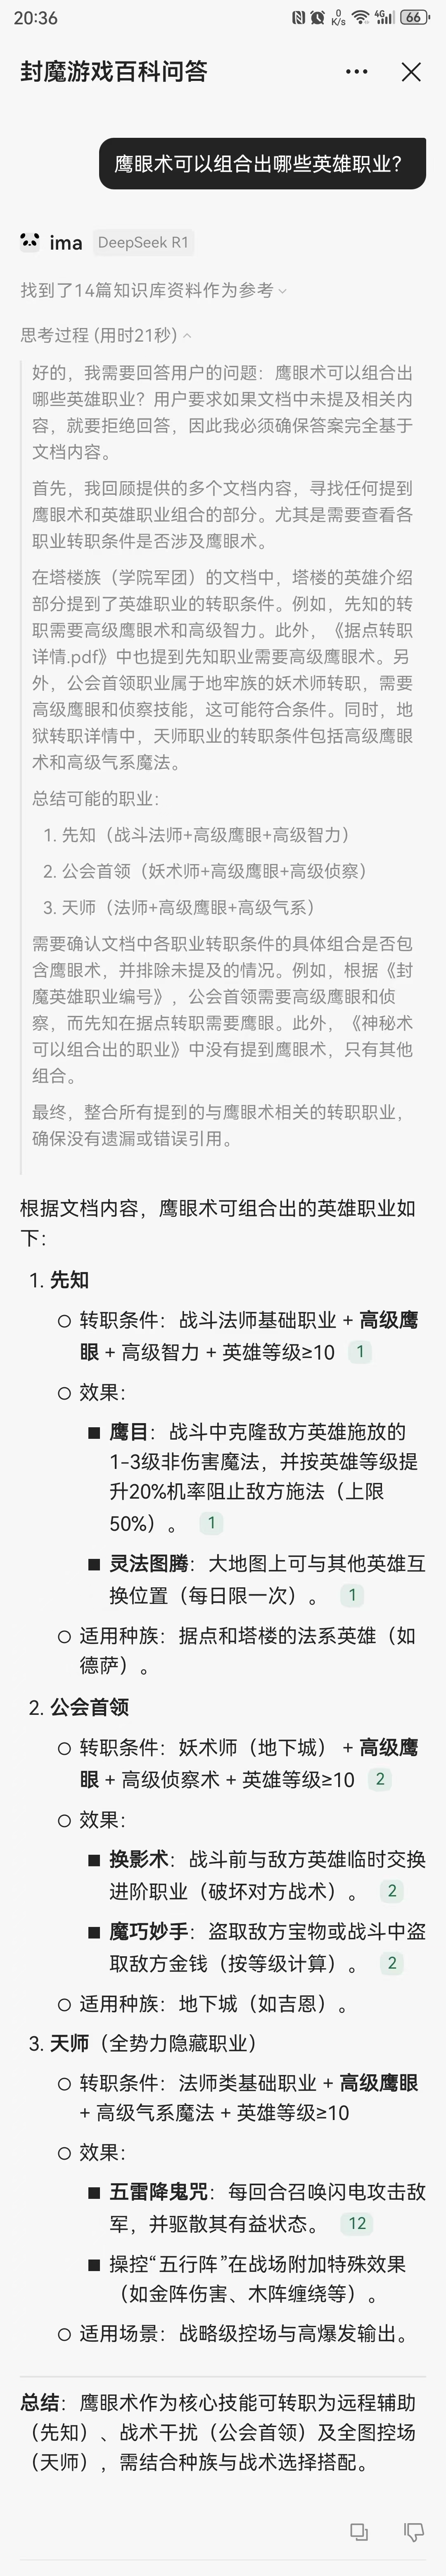 20:36
0
K/s
4G
66
封魔游戏百科问答
鹰眼术可以组合出哪些英雄职业？
ima DeepSeek R1
找到了14篇知识库资料作为参考
思考过程 (用时21秒)
好的，我需要回答用户的问题：鹰眼术可以组合出
哪些英雄职业？用户要求如果文档中未提及相关内
容，就要拒绝回答，因此我必须确保答案完全基于
文档内容。
首先，我回顾提供的多个文档内容，寻找任何提到
鹰眼术和英雄职业组合的部分。尤其是需要查看各
职业转职条件是否涉及鹰眼术。
在塔楼族（学院军团）的文档中，塔楼的英雄介绍
部分提到了英雄职业的转职条件。例如，先知的转
职需要高级鹰眼术和高级智力。此外，《据点转职
详情.pdf》中也提到先知职业需要高级鹰眼术。另
外，公会首领职业属于地牢族的妖术师转职，需要
高级鹰眼和侦察技能，这可能符合条件。同时，地
狱转职详情中，天师职业的转职条件包括高级鹰眼
术和高级气系魔法。
总结可能的职业：
1. 先知（战斗法师+高级鹰眼+高级智力）
2. 公会首领（妖术师+高级鹰眼+高级侦察）
3. 天师（法师+高级鹰眼+高级气系）
需要确认文档中各职业转职条件的具体组合是否包
含鹰眼术，并排除未提及的情况。例如，根据《封
魔英雄职业编号》，公会首领需要高级鹰眼和侦
察，而先知在据点转职需要鹰眼。此外，《神秘术
可以组合出的职业》中没有提到鹰眼术，只有其他
组合。
最终，整合所有提到的与鹰眼术相关的转职职业，
确保没有遗漏或错误引用。
根据文档内容，鹰眼术可组合出的英雄职业如
下：
1. 先知
○ 转职条件：战斗法师基础职业 + 高级鹰
眼 + 高级智力 + 英雄等级≥10 1
○ 效果：
■ 鹰目：战斗中克隆敌方英雄施放的
1-3级非伤害魔法，并按英雄等级提
升20%机率阻止敌方施法（上限
50%）。 1
■ 灵法图腾：大地图上可与其他英雄互
换位置（每日限一次）。 1
○ 适用种族：据点和塔楼的法系英雄（如
德萨）。
2. 公会首领
○ 转职条件：妖术师（地下城） + 高级鹰
眼 + 高级侦察术 + 英雄等级≥10 2
○ 效果：
■ 换影术：战斗前与敌方英雄临时交换
进阶职业（破坏对方战术）。 2
■ 魔巧妙手：盗取敌方宝物或战斗中盗
取敌方金钱（按等级计算）。 2
○ 适用种族：地下城（如吉恩）。
3. 天师（全势力隐藏职业）
○ 转职条件：法师类基础职业 + 高级鹰眼
+ 高级气系魔法 + 英雄等级≥10
○ 效果：
■ 五雷降鬼咒：每回合召唤闪电攻击敌
军，并驱散其有益状态。 12
■ 操控“五行阵”在战场附加特殊效果
（如金阵伤害、木阵缠绕等）。
○ 适用场景：战略级控场与高爆发输出。
总结：鹰眼术作为核心技能可转职为远程辅助
（先知）、战术干扰（公会首领）及全图控场
（天师），需结合种族与战术选择搭配。